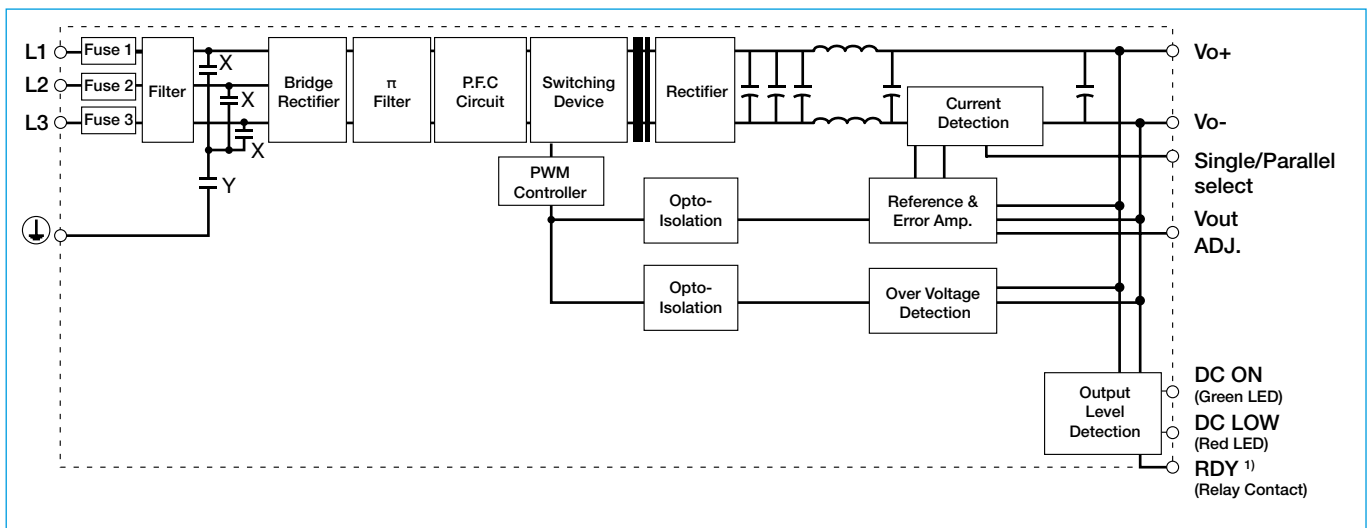 L1
Fuse 1
L2
Fuse 2
L3
Fuse 3
Filter
X
X
X
Y
Bridge
Rectifier
π
Filter
P.F.C
Circuit
Switching
Device
Rectifier
PWM
Controller
Opto-
Isolation
Opto-
Isolation
Current
Detection
Reference &
Error Amp.
Over Voltage
Detection
Output
Level
Detection
Vo+
Vo-
Single/Parallel
select
Vout
ADJ.
DC ON
(Green LED)
DC LOW
(Red LED)
RDY 1)
(Relay Contact)